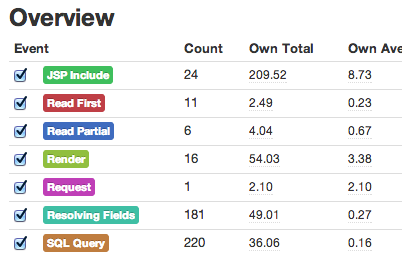 Overview
Event Count Own Total Own Ave
JSP Include 24 209.52 8.73
Read First 11 2.49 0.23
Read Partial 6 4.04 0.67
Render 16 54.03 3.38
Request 1 2.10 2.10
Resolving Fields 181 49.01 0.27
SQL Query 220 36.06 0.16